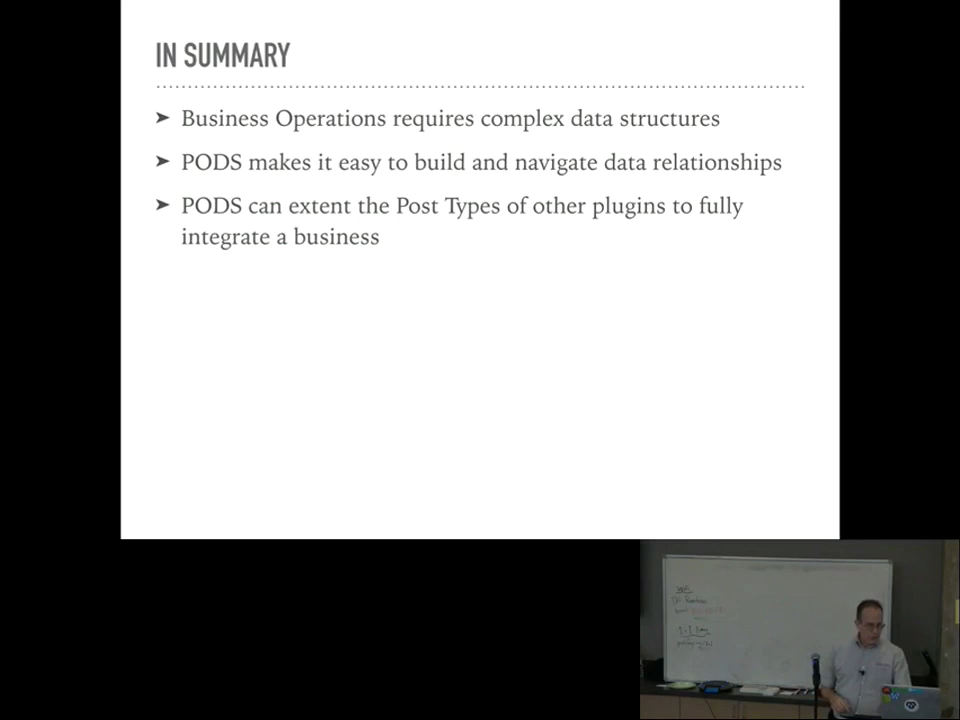 IN SUMMARY
➤ Business Operations requires complex data structures
➤ PODS makes it easy to build and navigate data relationships
➤ PODS can extent the Post Types of other plugins to fully
integrate a business